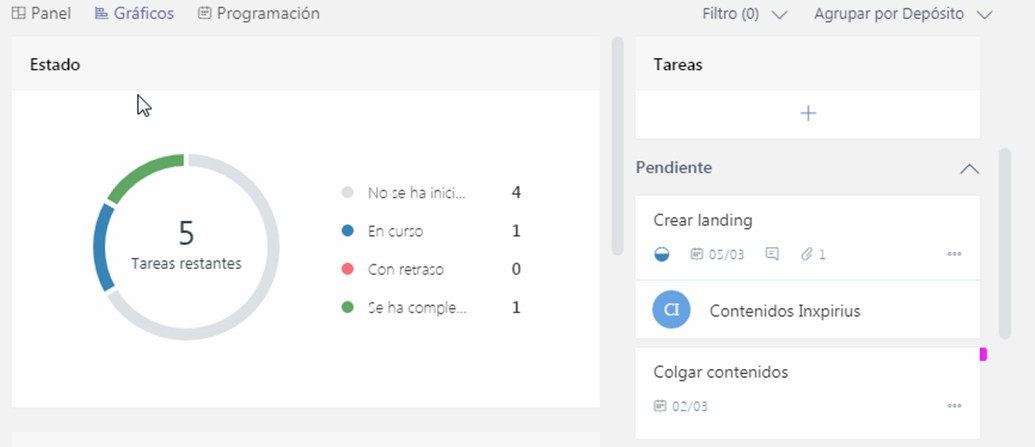 Panel Gráficos Programación Filtro (0) Agrupar por Depósito
Estado
5
Tareas restantes
No se ha inici... 4
En curso 1
Con retraso 0
Se ha comple... 1
Tareas
+
Pendiente
Crear landing
05/03 1
CI Contenidos Inxpirius
Colgar contenidos
02/03